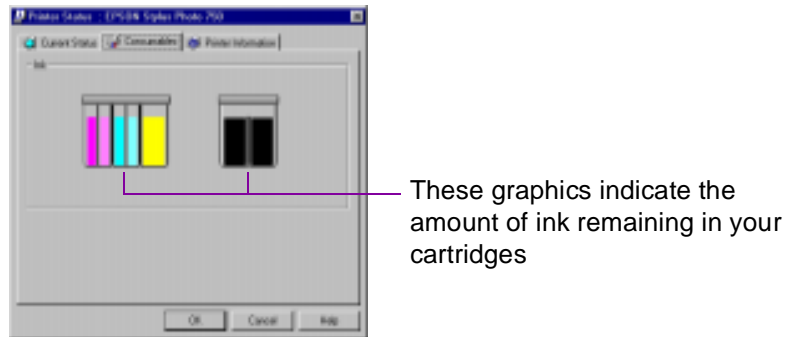 Printer Status : EPSON Stylus Photo 750
Current Status Consumables Printer Information
Ink
These graphics indicate the
amount of ink remaining in your
cartridges
OK Cancel Help